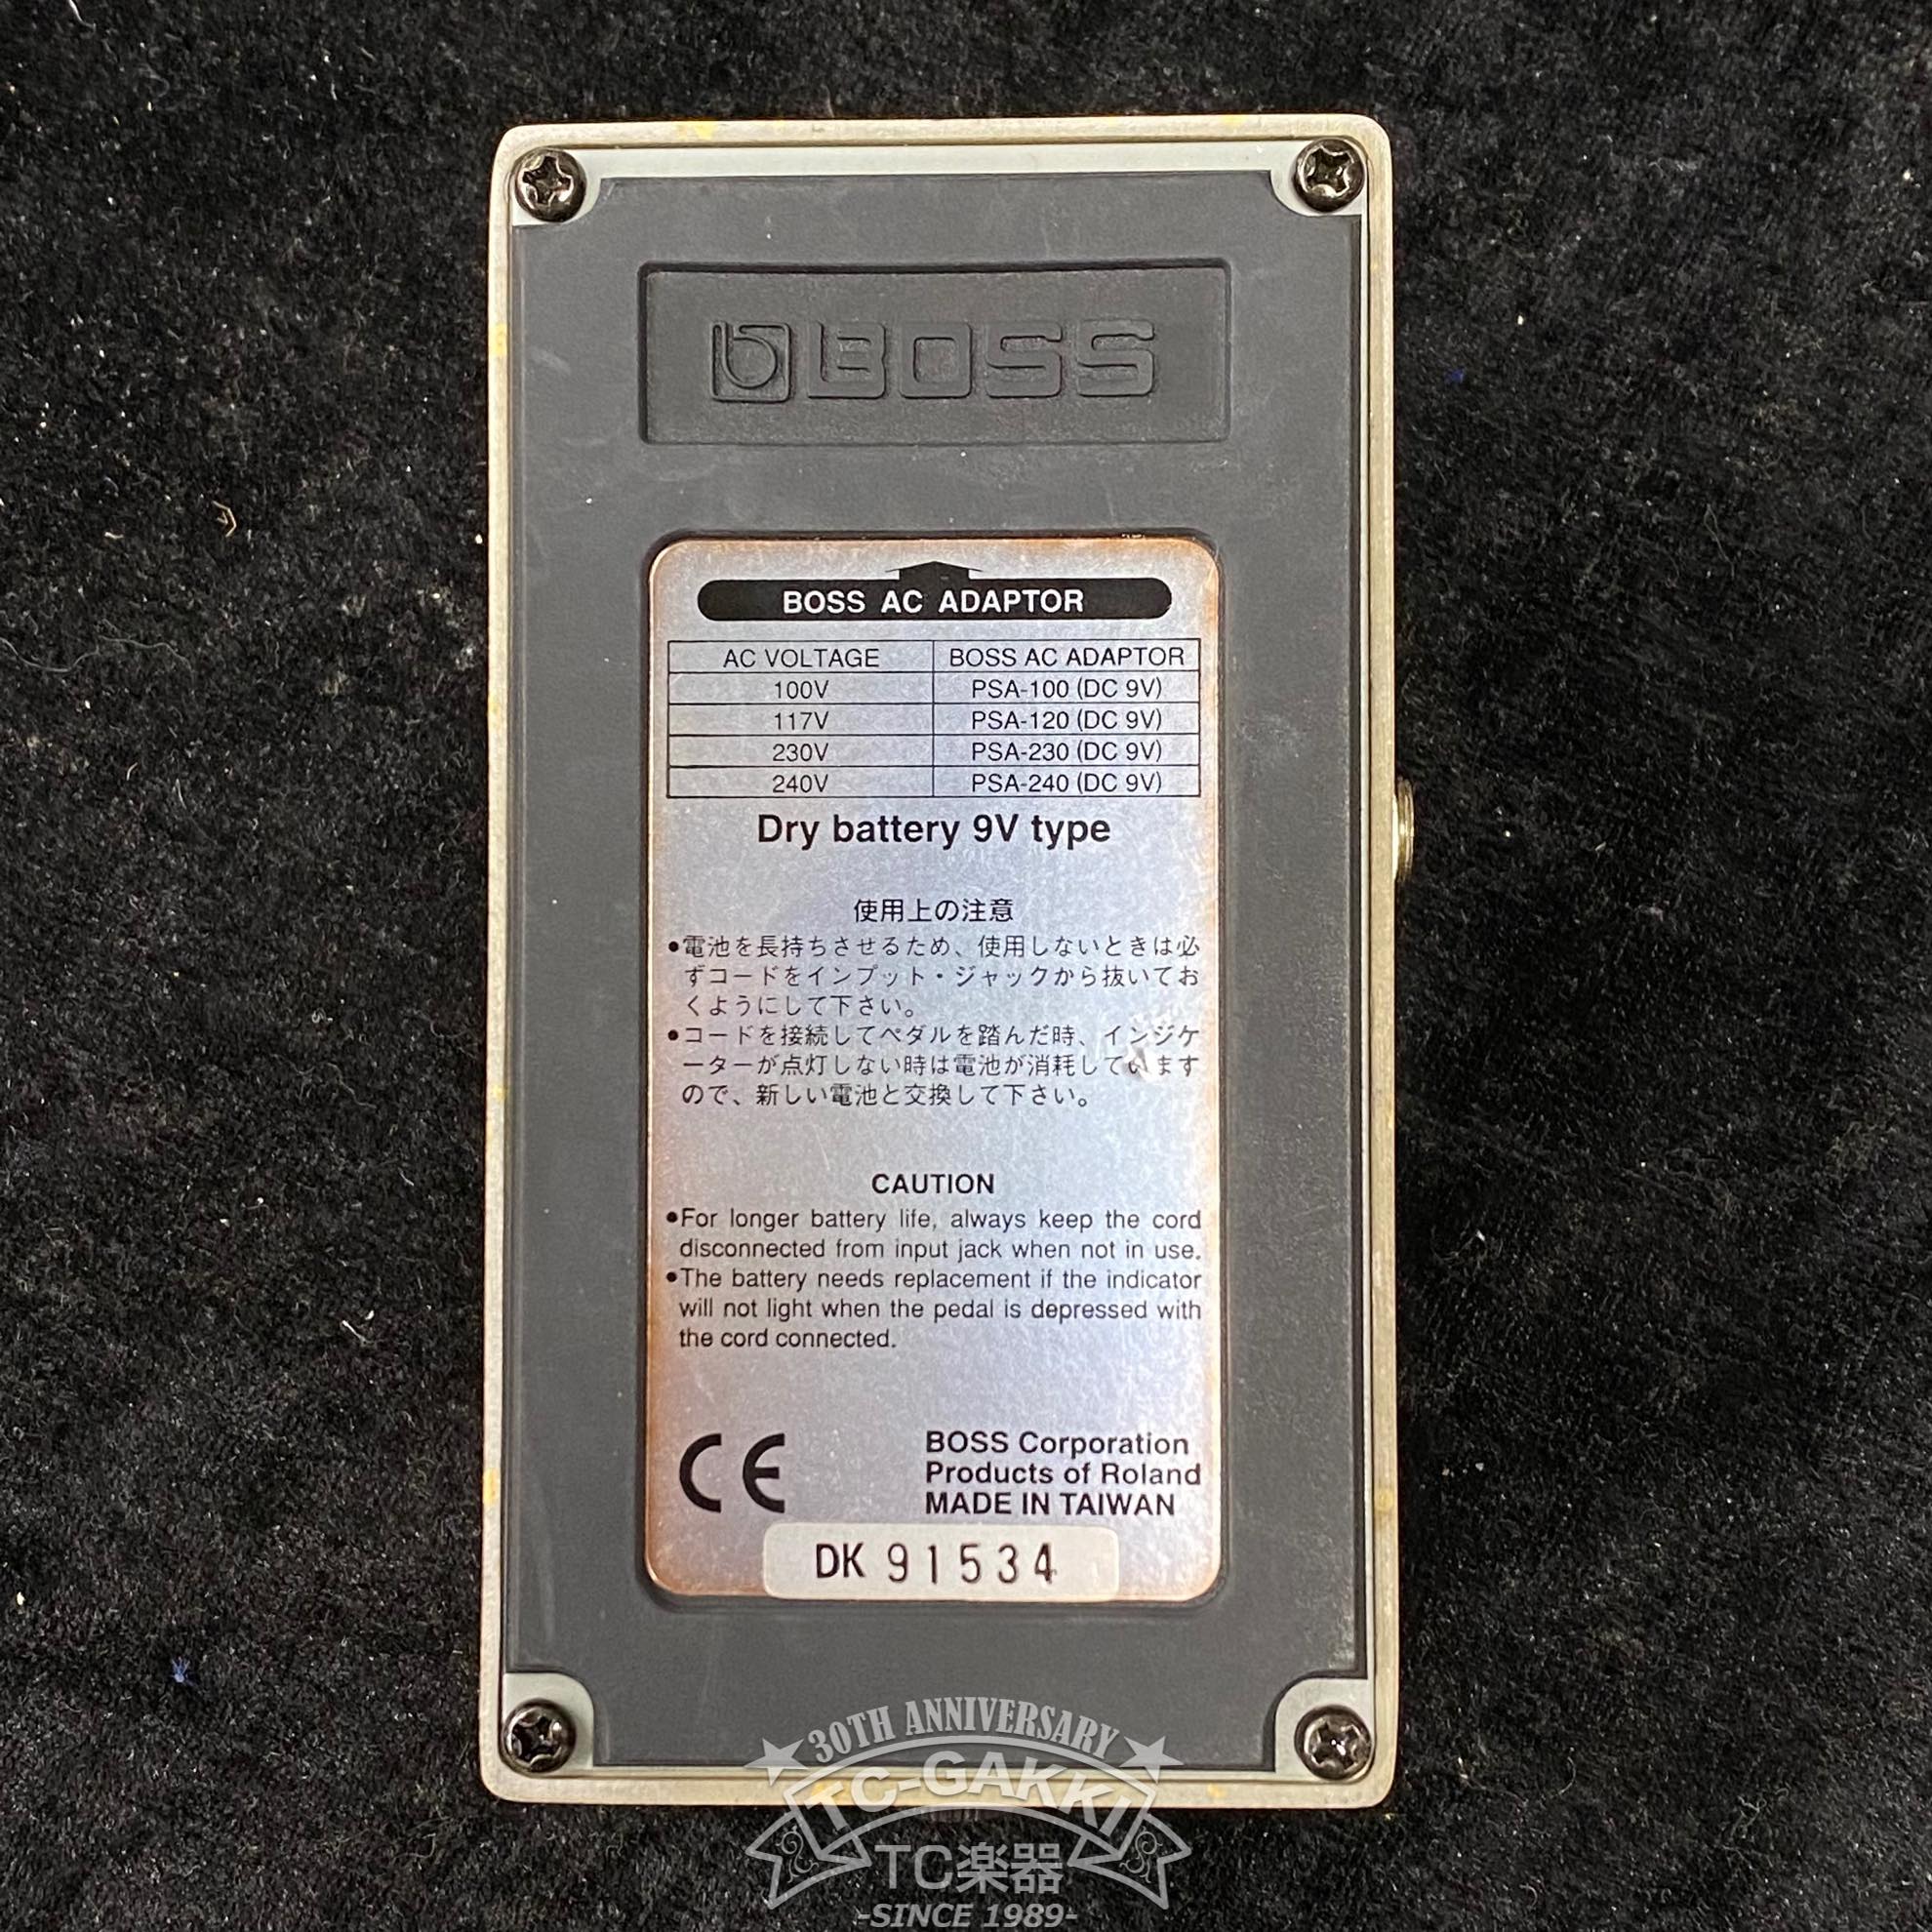 BOSS
BOSS AC ADAPTOR
AC VOLTAGE BOSS AC ADAPTOR
100V PSA-100 (DC 9V)
117V PSA-120 (DC 9V)
230V PSA-230 (DC 9V)
240V PSA-240 (DC 9V)
Dry battery 9V type
使用上の注意
●電池を長持ちさせるため、使用しないときは必
ずコードをインプット・ジャックから抜いてお
くようにして下さい。
●コードを接続してペダルを踏んだ時、インジケ
ーターが点灯しない時は電池が消耗しています
ので、新しい電池と交換して下さい。
CAUTION
●For longer battery life, always keep the cord
disconnected from input jack when not in use.
●The battery needs replacement if the indicator
will not light when the pedal is depressed with
the cord connected.
CE
BOSS Corporation
Products of Roland
MADE IN TAIWAN
DK 91534
30TH ANNIVERSARY
TC-GAKKI
TC楽器
-SINCE 1989-